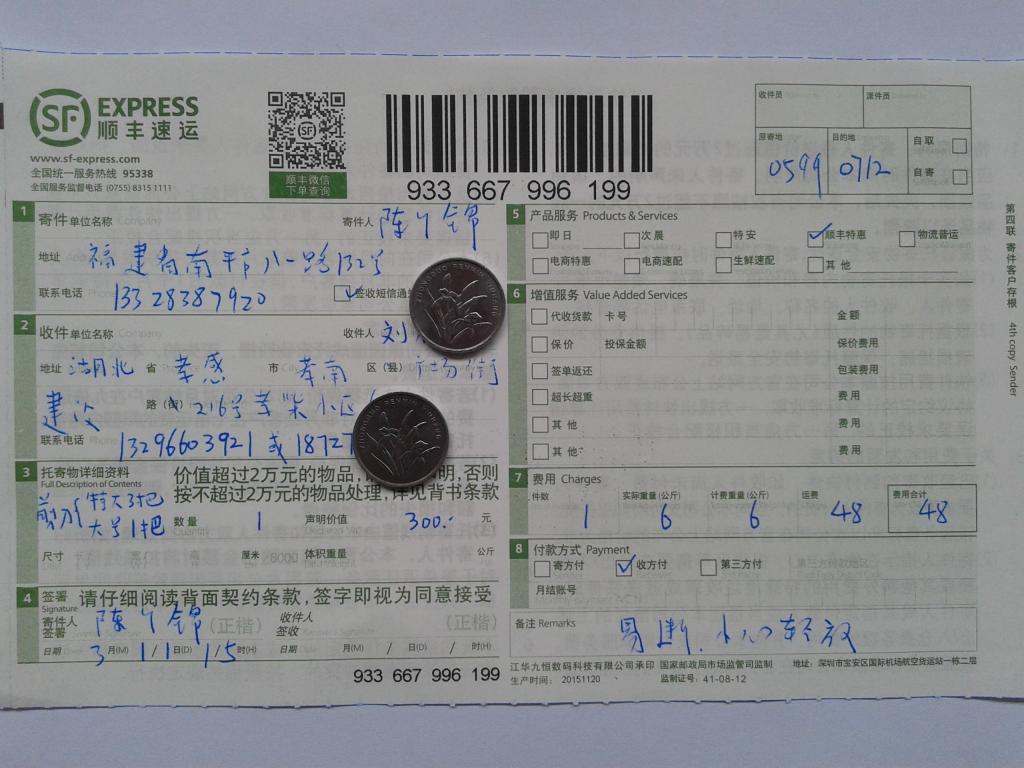 SF EXPRESS
顺丰速运
www.sf-express.com
全国统一服务热线 95338
全国服务监督电话 (0755) 8315 1111
顺丰微信
下单查询
933 667 996 199
收件员 派件员
原寄地 目的地 自取
0599 0712 自寄
1 寄件单位名称 Company 寄件人 陈 锦
地址 福建省南平市八一路132号
联系电话 13328387920 签收短信通知
2 收件单位名称 Company 收件人 刘
地址 湖北 省 孝感 市 孝南 区(县) 广场街
建设 路(街) 216号 小区
联系电话 13296603921 或 18727
3 托寄物详细资料 价值超过2万元的物品, 明,否则
Full Description of Contents 按不超过2万元的物品处理,详见背书条款
剪刀 特大3把
大号1把 数量 1 声明价值 300. 元
尺寸 厘米 6000 体积重量 公斤
4 签署 请仔细阅读背面契约条款,签字即视为同意接受
Signature
寄件人签署 陈 锦 (正楷) 收件人签收 (正楷)
日期 3 月(M) 11 日(D) 15 时(H) 日期 月(M) / 日(D) / 时(H)
933 667 996 199
5 产品服务 Products & Services
即日 次晨 特安 顺丰特惠 物流普运
电商特惠 电商速配 生鲜速配 其他
6 增值服务 Value Added Services
代收货款 卡号 金额
保价 投保金额 保价费用
签单返还 包装费用
超长超重 费用
其他 费用
其他 费用
7 费用 Charges
件数 实际重量(公斤) 计费重量(公斤) 运费 费用合计
1 6 6 48 48
8 付款方式 Payment
寄方付 收方付 第三方付 第三方付款地区
月结账号
备注 Remarks 易断.小心轻放
江华九恒数码科技有限公司承印 国家邮政局市场监管司监制 地址:深圳市宝安区国际机场航空货运站一栋二层
生产时间: 20151120 监制证号: 41-08-12
第四联 寄件客户存根 4th copy Sender